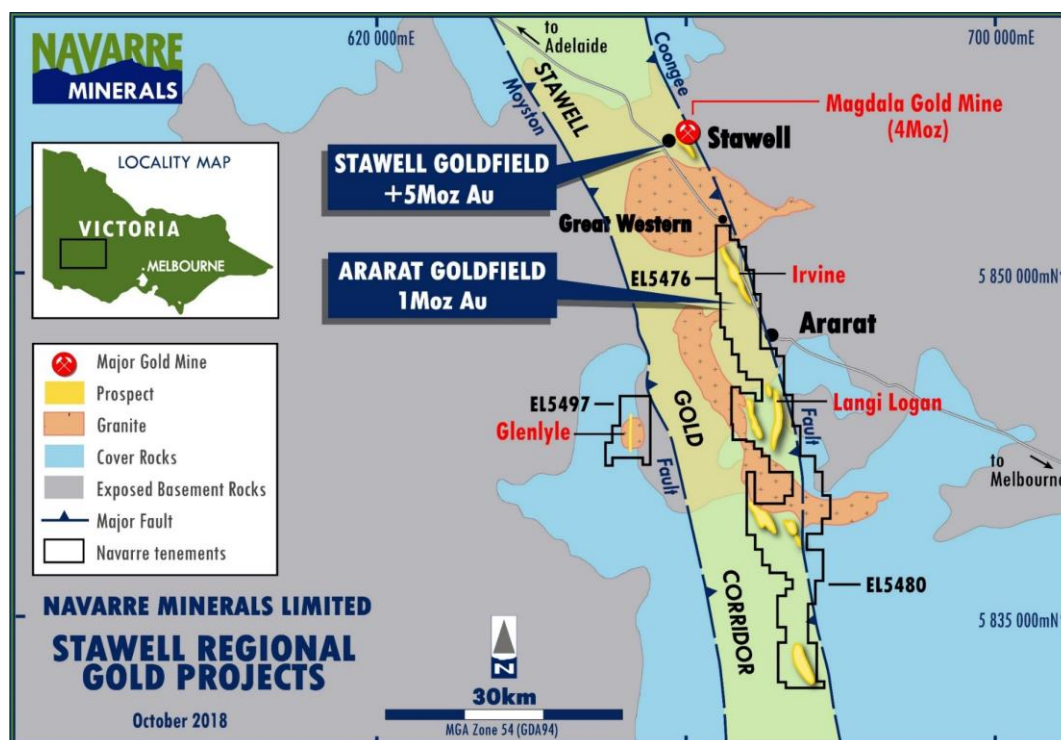 NAVARRE
MINERALS
620 000mE
700 000mE
to
Adelaide
Coongee
STAWELL
Moyston
Magdala Gold Mine
(4Moz)
Stawell
STAWELL GOLDFIELD
+5Moz Au
LOCALITY MAP
VICTORIA
MELBOURNE
Great Western
ARARAT GOLDFIELD
1Moz Au
EL5476
Irvine
5 850 000mN
Ararat
Major Gold Mine
Prospect
Granite
Cover Rocks
Exposed Basement Rocks
Major Fault
Navarre tenements
EL5497
Glenlyle
GOLD
Fault
Langi Logan
Fault
to
Melbourne
EL5480
CORRIDOR
5 835 000mN
NAVARRE MINERALS LIMITED
STAWELL REGIONAL
GOLD PROJECTS
October 2018
N
30km
MGA Zone 54 (GDA94)